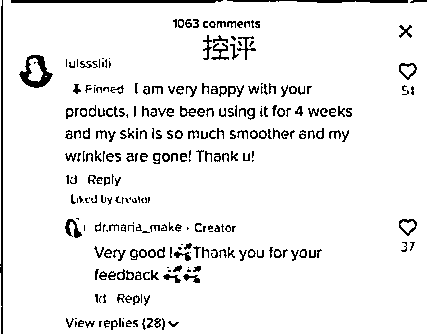 1063 comments
控评
lulssslili
Pinned I am very happy with your
products, I have been using it for 4 weeks
and my skin is so much smoother and my
wrinkles are gone! Thank u!
1d Reply
Liked by creator
51
dr.maria_make · Creator
Very good! Thank you for your
feedback
37
1d Reply
View replies (28)